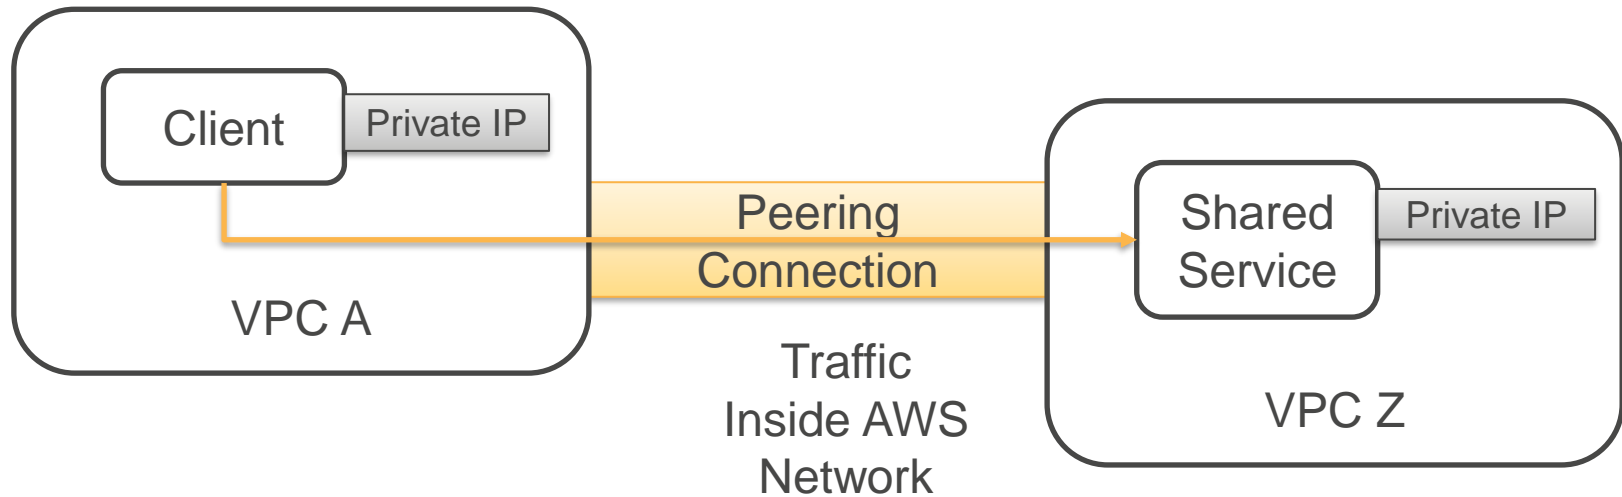 Client
Private IP
VPC A
Peering
Connection
Traffic
Inside AWS
Network
Shared
Service
Private IP
VPC Z